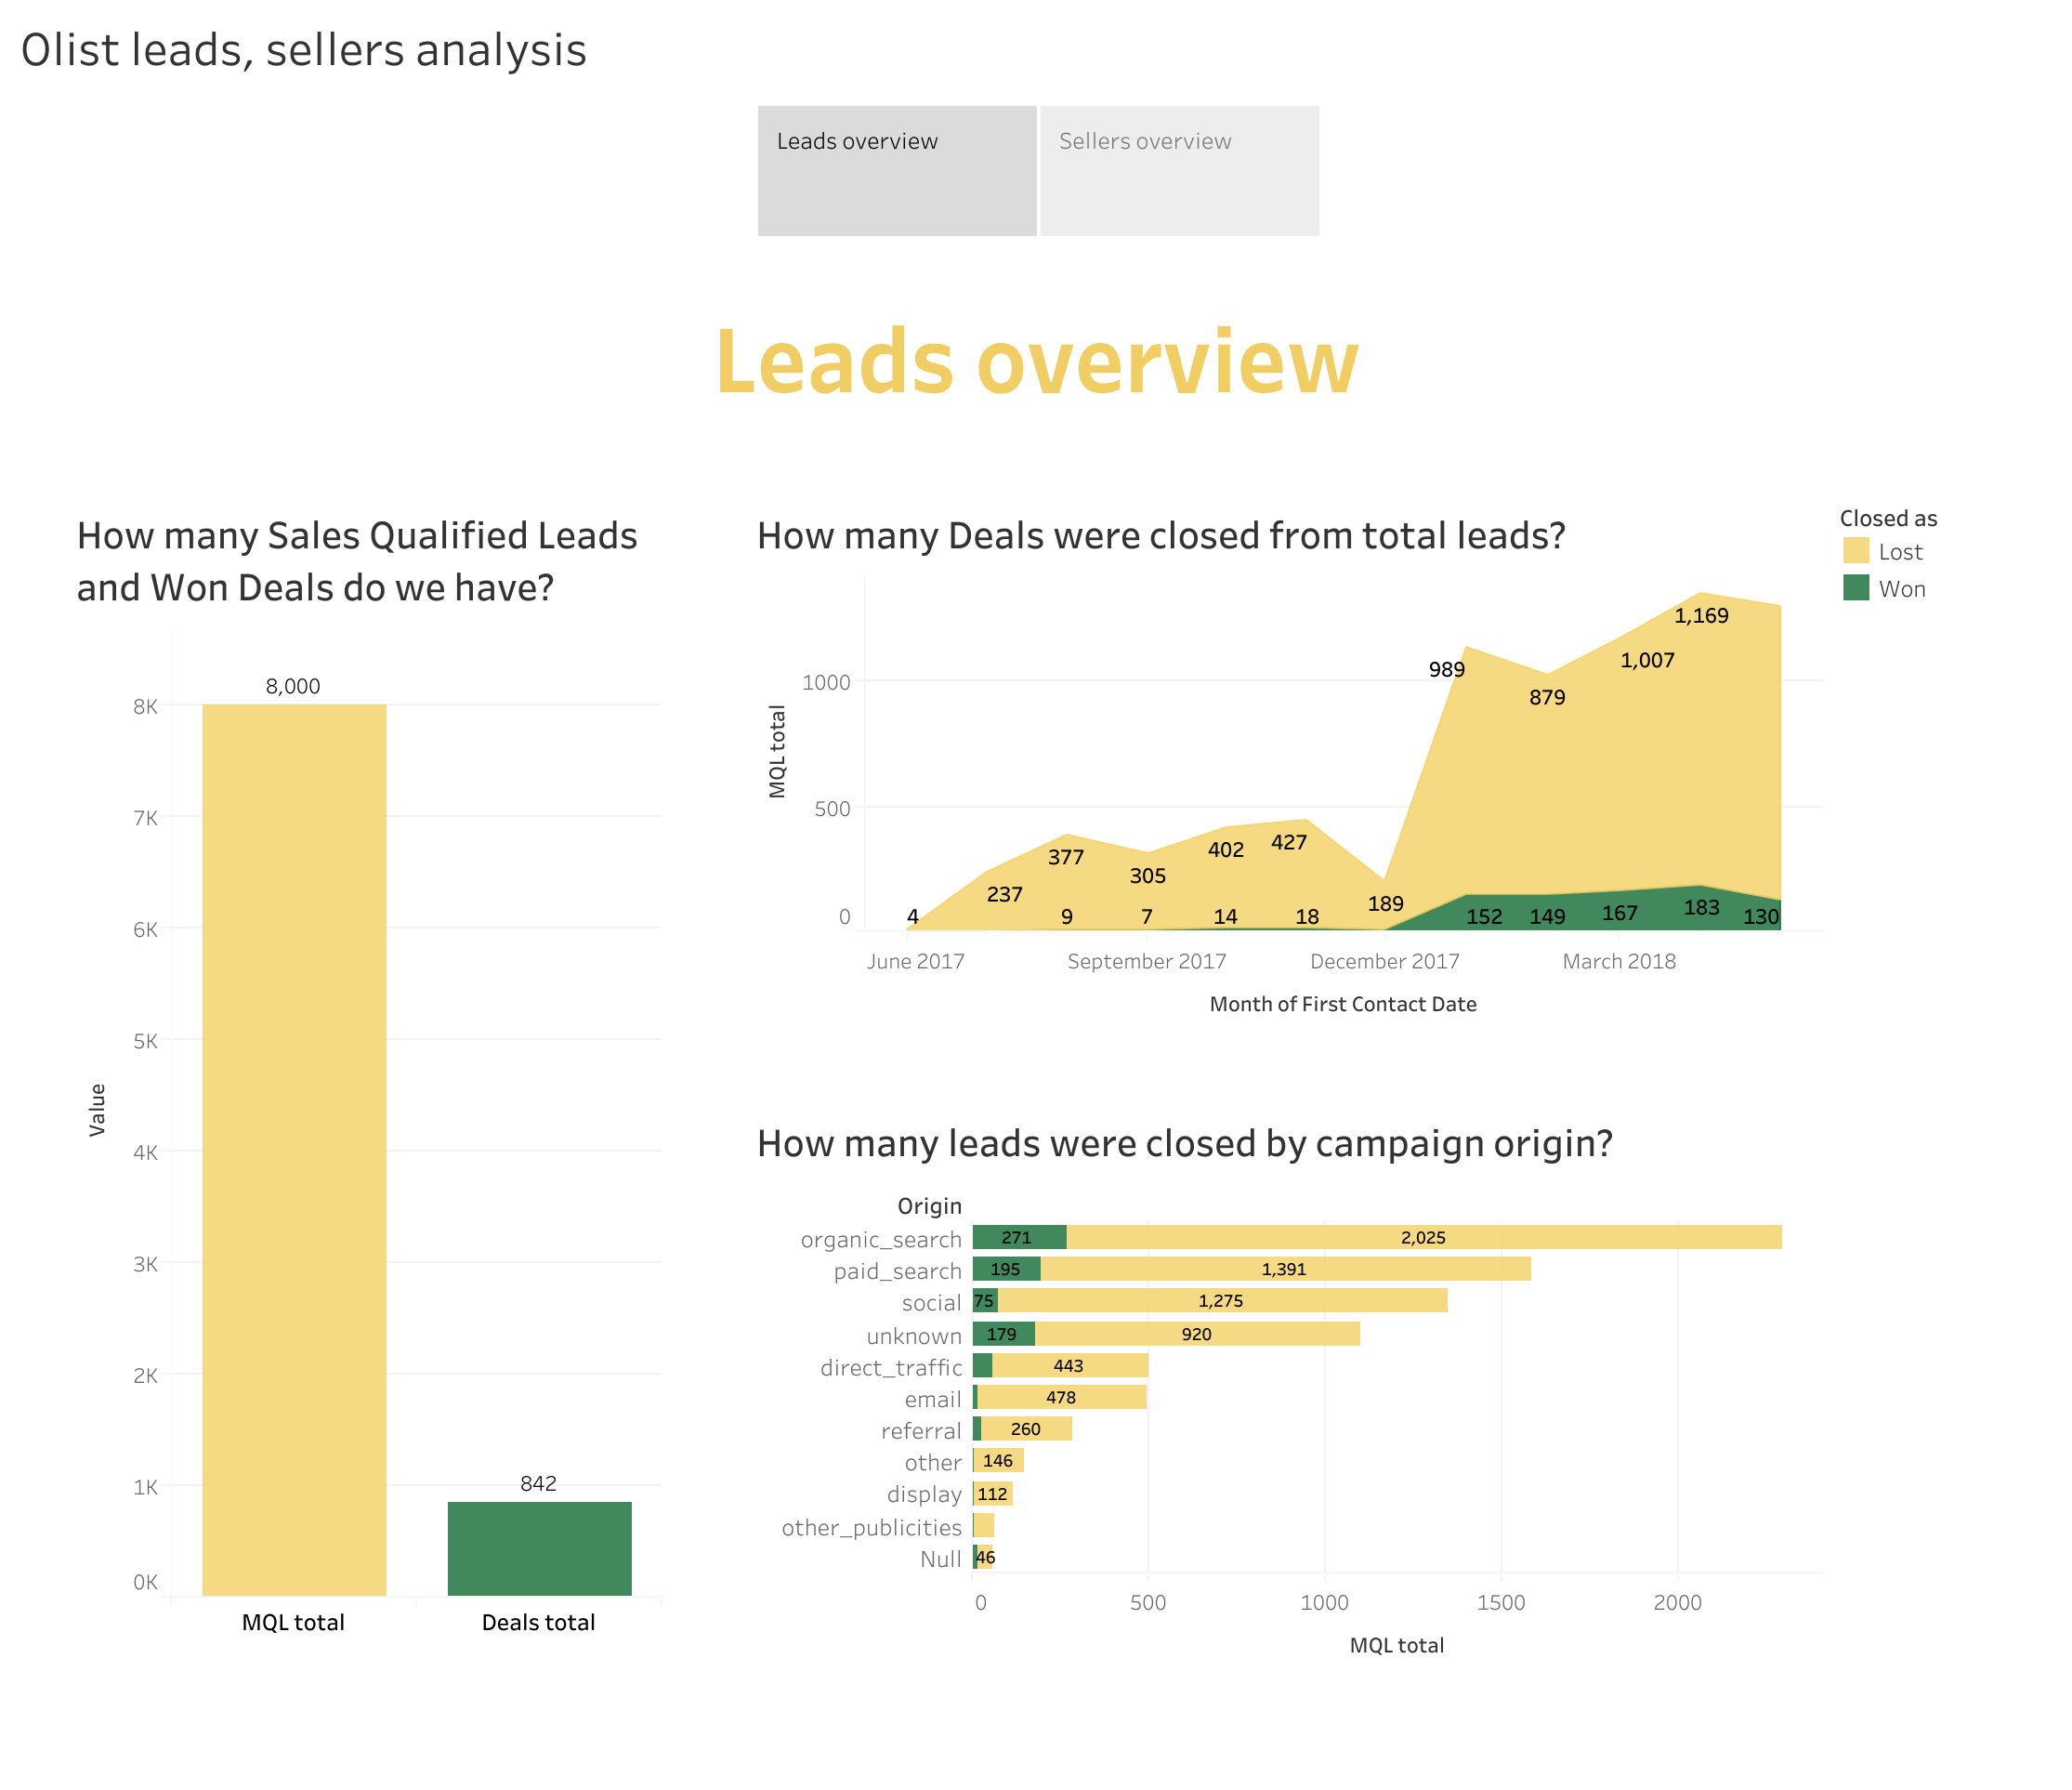 Olist leads, sellers analysis
Leads overview
Sellers overview
Leads overview
How many Sales Qualified Leads
and Won Deals do we have?
8,000
8K
7K
6K
5K
4K
3K
2K
1K
0K
842
Value
MQL total
Deals total
How many Deals were closed from total leads?
Closed as
Lost
Won
MQL total
1000
500
0
4
237
377
305
402
427
189
989
879
1,007
1,169
9
7
14
18
152
149
167
183
130
June 2017
September 2017
December 2017
March 2018
Month of First Contact Date
How many leads were closed by campaign origin?
Origin
organic_search 271 2,025
paid_search 195 1,391
social 75 1,275
unknown 179 920
direct_traffic 443
email 478
referral 260
other 146
display 112
other_publicities
Null 46
0 500 1000 1500 2000
MQL total